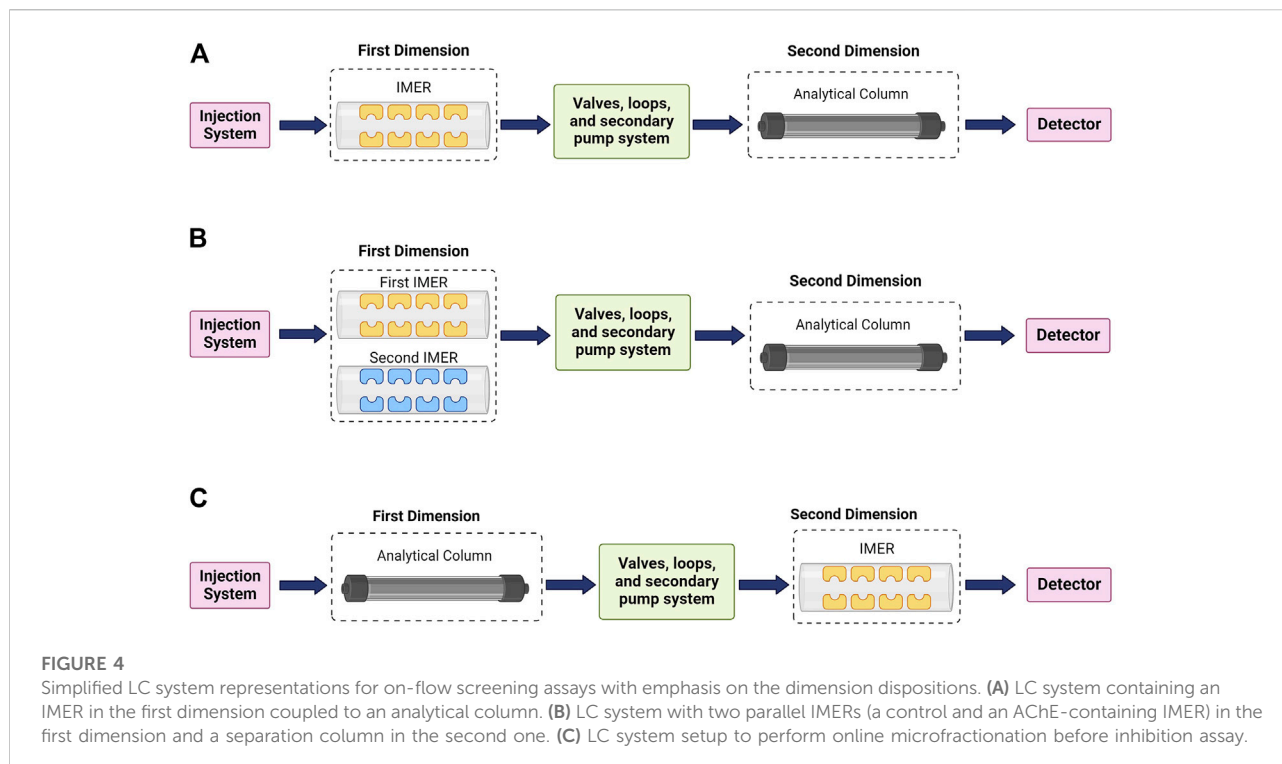 A
First Dimension
Second Dimension
IMER
Analytical Column
Injection
System
Valves, loops,
and secondary
pump system
Detector
B
First Dimension
Second Dimension
First IMER
Analytical Column
Injection
System
Valves, loops,
and secondary
pump system
Detector
Second IMER
C
First Dimension
Second Dimension
Analytical Column
IMER
Injection
System
Valves, loops,
and secondary
pump system
Detector
FIGURE 4
Simplified LC system representations for on-flow screening assays with emphasis on the dimension dispositions. (A) LC system containing an
IMER in the first dimension coupled to an analytical column. (B) LC system with two parallel IMERs (a control and an AChE-containing IMER) in the
first dimension and a separation column in the second one. (C) LC system setup to perform online microfractionation before inhibition assay.